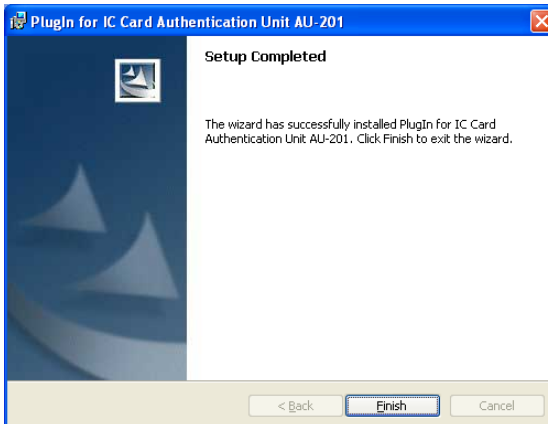 PlugIn for IC Card Authentication Unit AU-201
Setup Completed
The wizard has successfully installed PlugIn for IC Card
Authentication Unit AU-201. Click Finish to exit the wizard.
< Back
Finish
Cancel